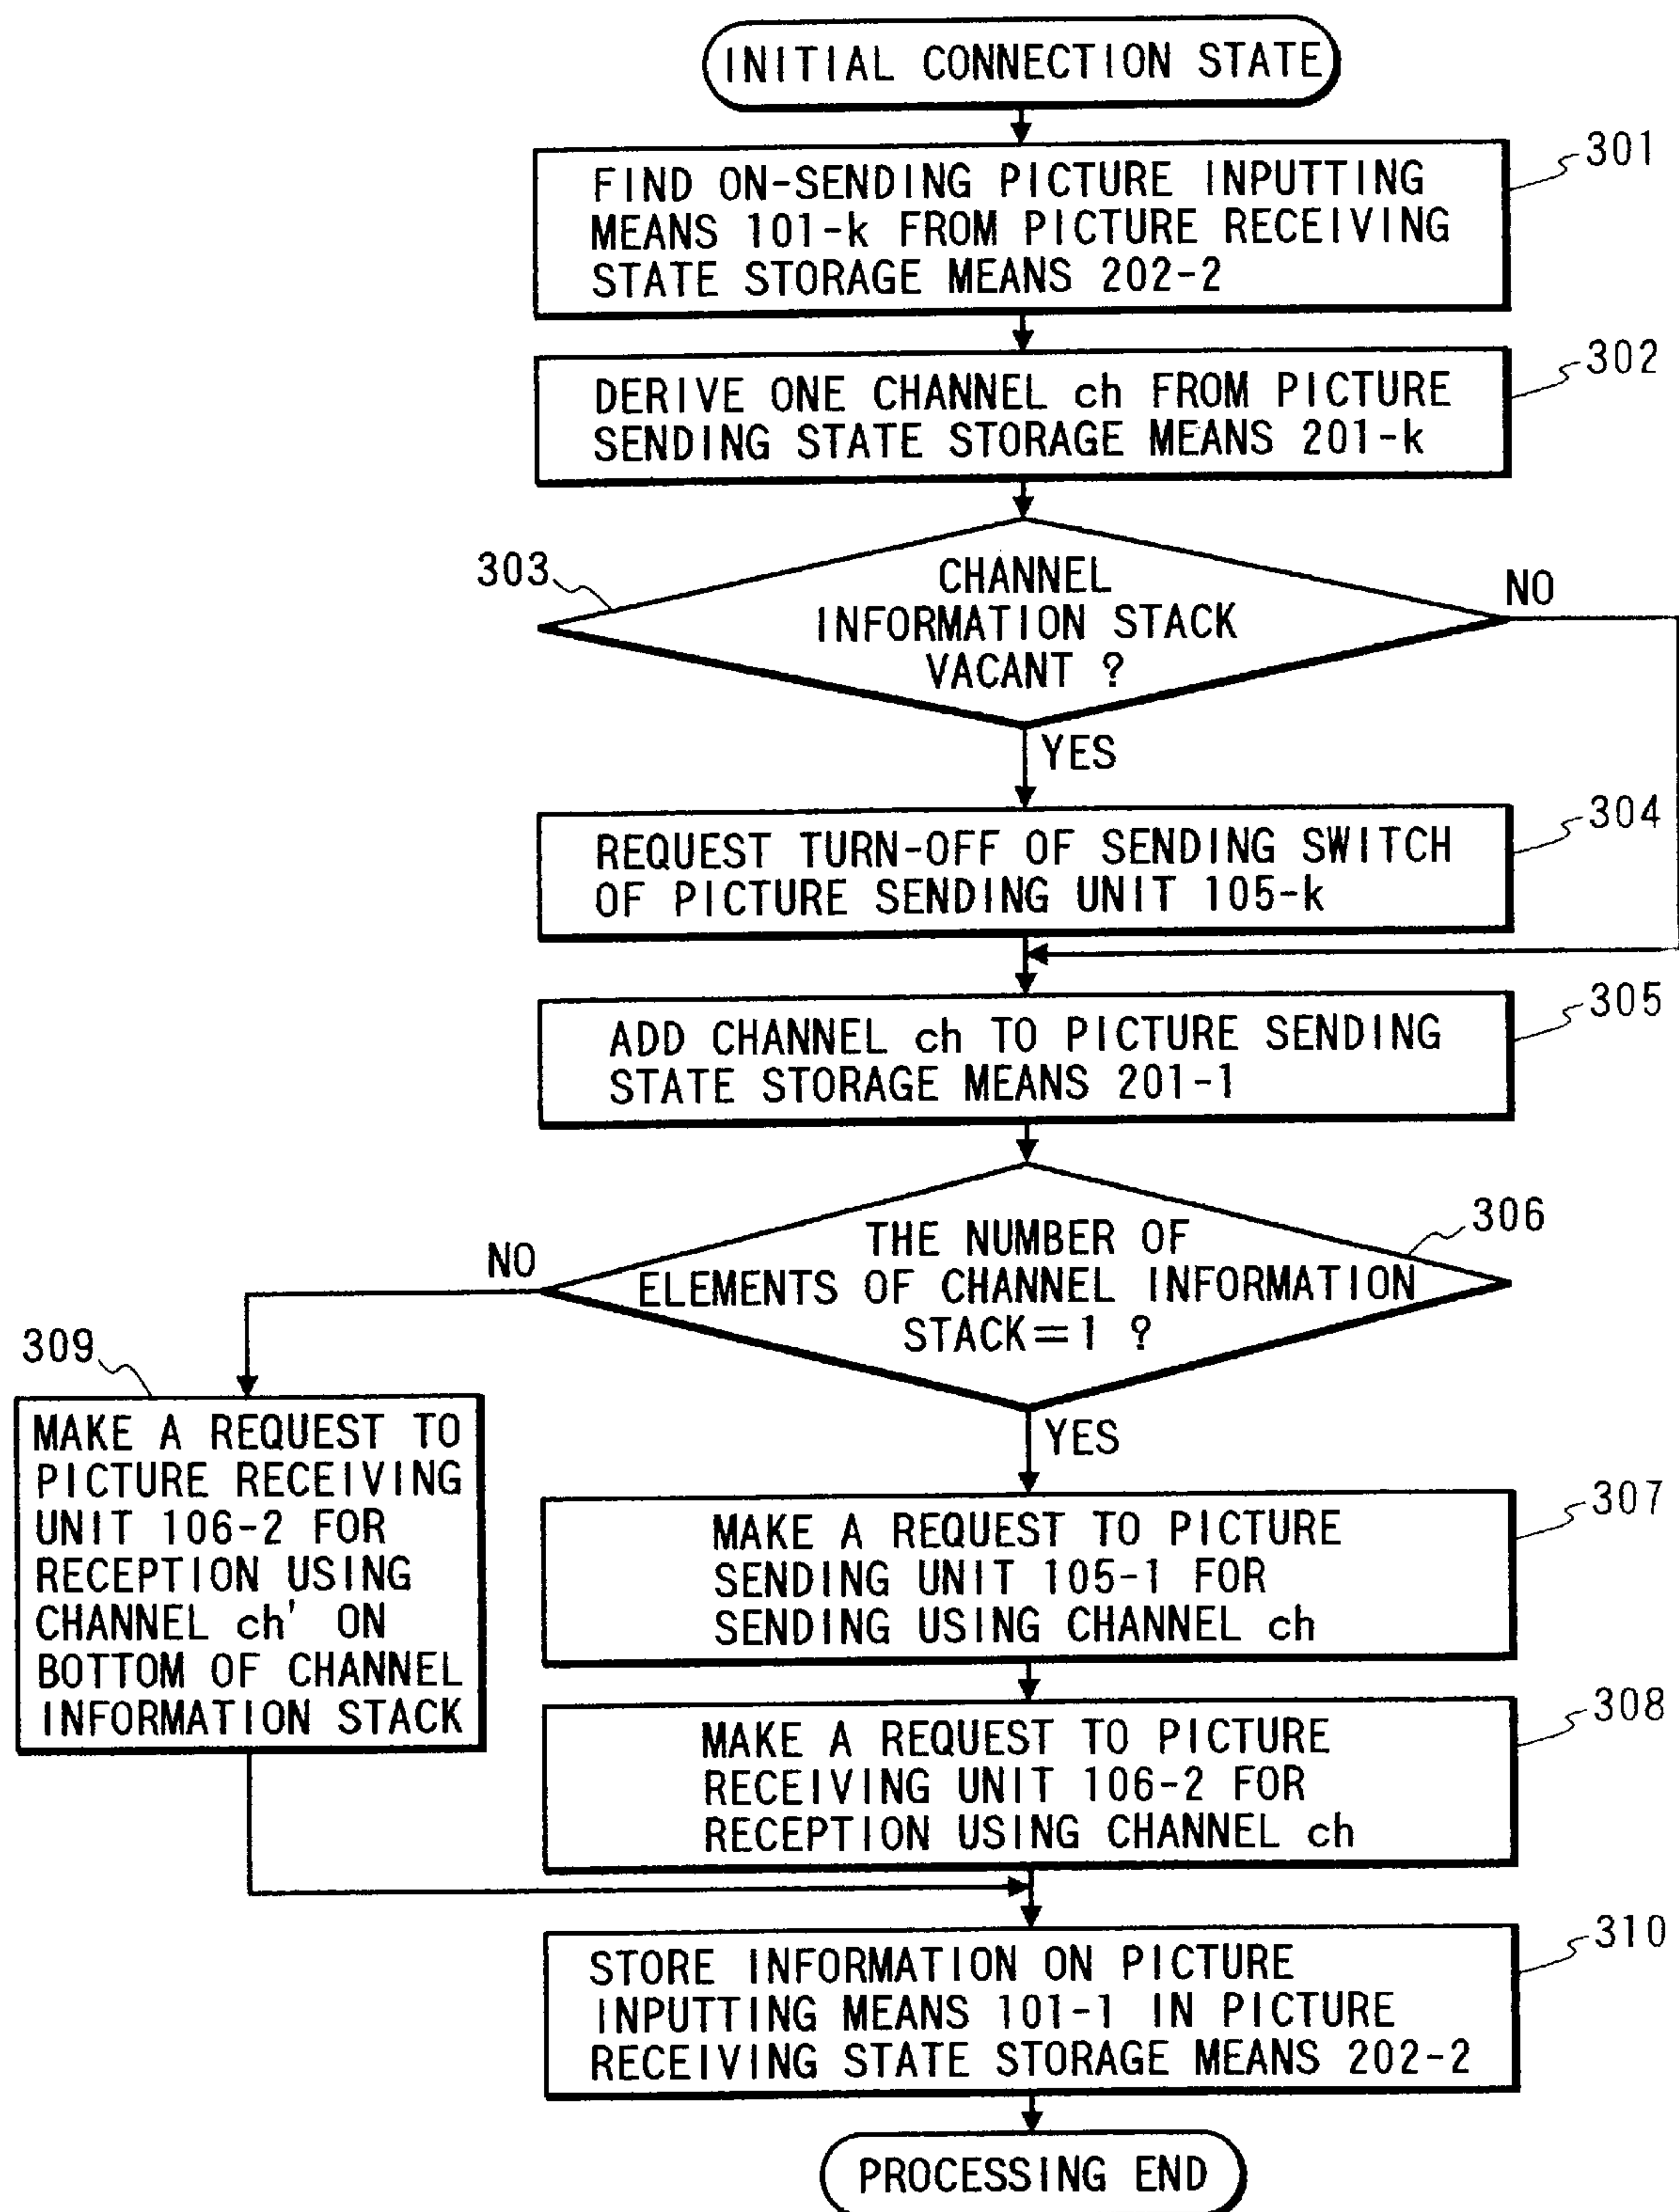 INITIAL CONNECTION STATE
301
FIND ON-SENDING PICTURE INPUTTING
MEANS 101-k FROM PICTURE RECEIVING
STATE STORAGE MEANS 202-2
302
DERIVE ONE CHANNEL ch FROM PICTURE
SENDING STATE STORAGE MEANS 201-k
303
CHANNEL
INFORMATION STACK
VACANT ?
NO
YES
304
REQUEST TURN-OFF OF SENDING SWITCH
OF PICTURE SENDING UNIT 105-k
305
ADD CHANNEL ch TO PICTURE SENDING
STATE STORAGE MEANS 201-1
306
THE NUMBER OF
ELEMENTS OF CHANNEL INFORMATION
STACK=1 ?
NO
YES
309
MAKE A REQUEST TO
PICTURE RECEIVING
UNIT 106-2 FOR
RECEPTION USING
CHANNEL ch' ON
BOTTOM OF CHANNEL
INFORMATION STACK
307
MAKE A REQUEST TO PICTURE
SENDING UNIT 105-1 FOR
SENDING USING CHANNEL ch
308
MAKE A REQUEST TO PICTURE
RECEIVING UNIT 106-2 FOR
RECEPTION USING CHANNEL ch
310
STORE INFORMATION ON PICTURE
INPUTTING MEANS 101-1 IN PICTURE
RECEIVING STATE STORAGE MEANS 202-2
PROCESSING END